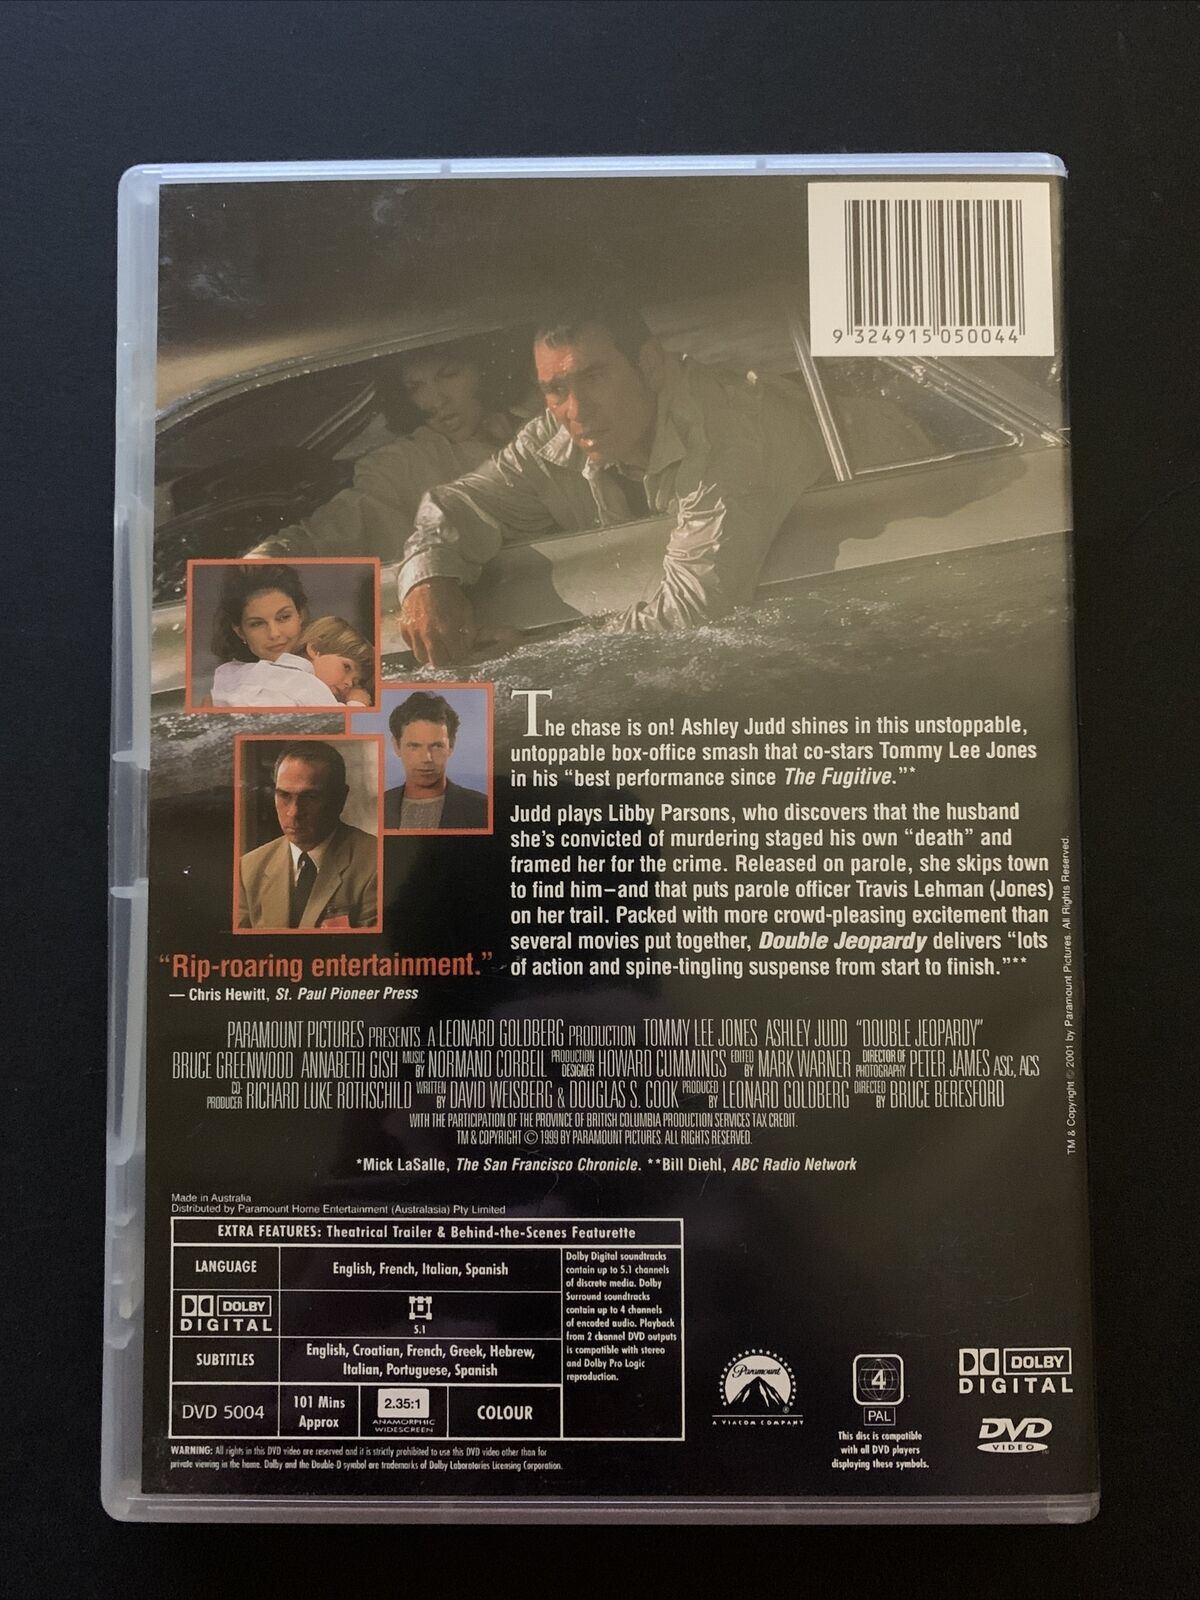 9 324915 050044
The chase is on! Ashley Judd shines in this unstoppable,
untoppable box-office smash that co-stars Tommy Lee Jones
in his “best performance since The Fugitive.”*
Judd plays Libby Parsons, who discovers that the husband
she’s convicted of murdering staged his own “death” and
framed her for the crime. Released on parole, she skips town
to find him–and that puts parole officer Travis Lehman (Jones)
on her trail. Packed with more crowd-pleasing excitement than
several movies put together, Double Jeopardy delivers “lots
of action and spine-tingling suspense from start to finish.”**
“Rip-roaring entertainment.”
— Chris Hewitt, St. Paul Pioneer Press
PARAMOUNT PICTURES PRESENTS A LEONARD GOLDBERG PRODUCTION TOMMY LEE JONES ASHLEY JUDD “DOUBLE JEOPARDY”
BRUCE GREENWOOD ANNABETH GISH MUSIC BY NORMAND CORBEIL PRODUCTION DESIGNER HOWARD CUMMINGS EDITED BY MARK WARNER DIRECTOR OF PHOTOGRAPHY PETER JAMES ASC, ACS
CO-PRODUCER RICHARD LUKE ROTHSCHILD WRITTEN BY DAVID WEISBERG & DOUGLAS S. COOK PRODUCED BY LEONARD GOLDBERG DIRECTED BY BRUCE BERESFORD
WITH THE PARTICIPATION OF THE PROVINCE OF BRITISH COLUMBIA PRODUCTION SERVICES TAX CREDIT.
TM & COPYRIGHT © 1999 BY PARAMOUNT PICTURES. ALL RIGHTS RESERVED.
*Mick LaSalle, The San Francisco Chronicle. **Bill Diehl, ABC Radio Network
TM & Copyright © 2001 by Paramount Pictures. All Rights Reserved.
Made in Australia
Distributed by Paramount Home Entertainment (Australasia) Pty Limited
EXTRA FEATURES: Theatrical Trailer & Behind-the-Scenes Featurette
LANGUAGE
English, French, Italian, Spanish
DOLBY
DIGITAL
5.1
SUBTITLES
English, Croatian, French, Greek, Hebrew,
Italian, Portuguese, Spanish
DVD 5004
101 Mins
Approx
2.35:1
ANAMORPHIC
WIDESCREEN
COLOUR
Dolby Digital soundtracks
contain up to 5.1 channels
of discrete media. Dolby
Surround soundtracks
contain up to 4 channels
of encoded audio. Playback
from 2 channel DVD outputs
is compatible with stereo
and Dolby Pro Logic
reproduction.
WARNING: All rights in this DVD video are reserved and it is strictly prohibited to use this DVD video other than for
private viewing in the home. Dolby and the Double-D symbol are trademarks of Dolby Laboratories Licensing Corporation.
Paramount
A VIACOM COMPANY
4
PAL
This disc is compatible
with all DVD players
displaying these symbols.
DOLBY
DIGITAL
DVD
VIDEO